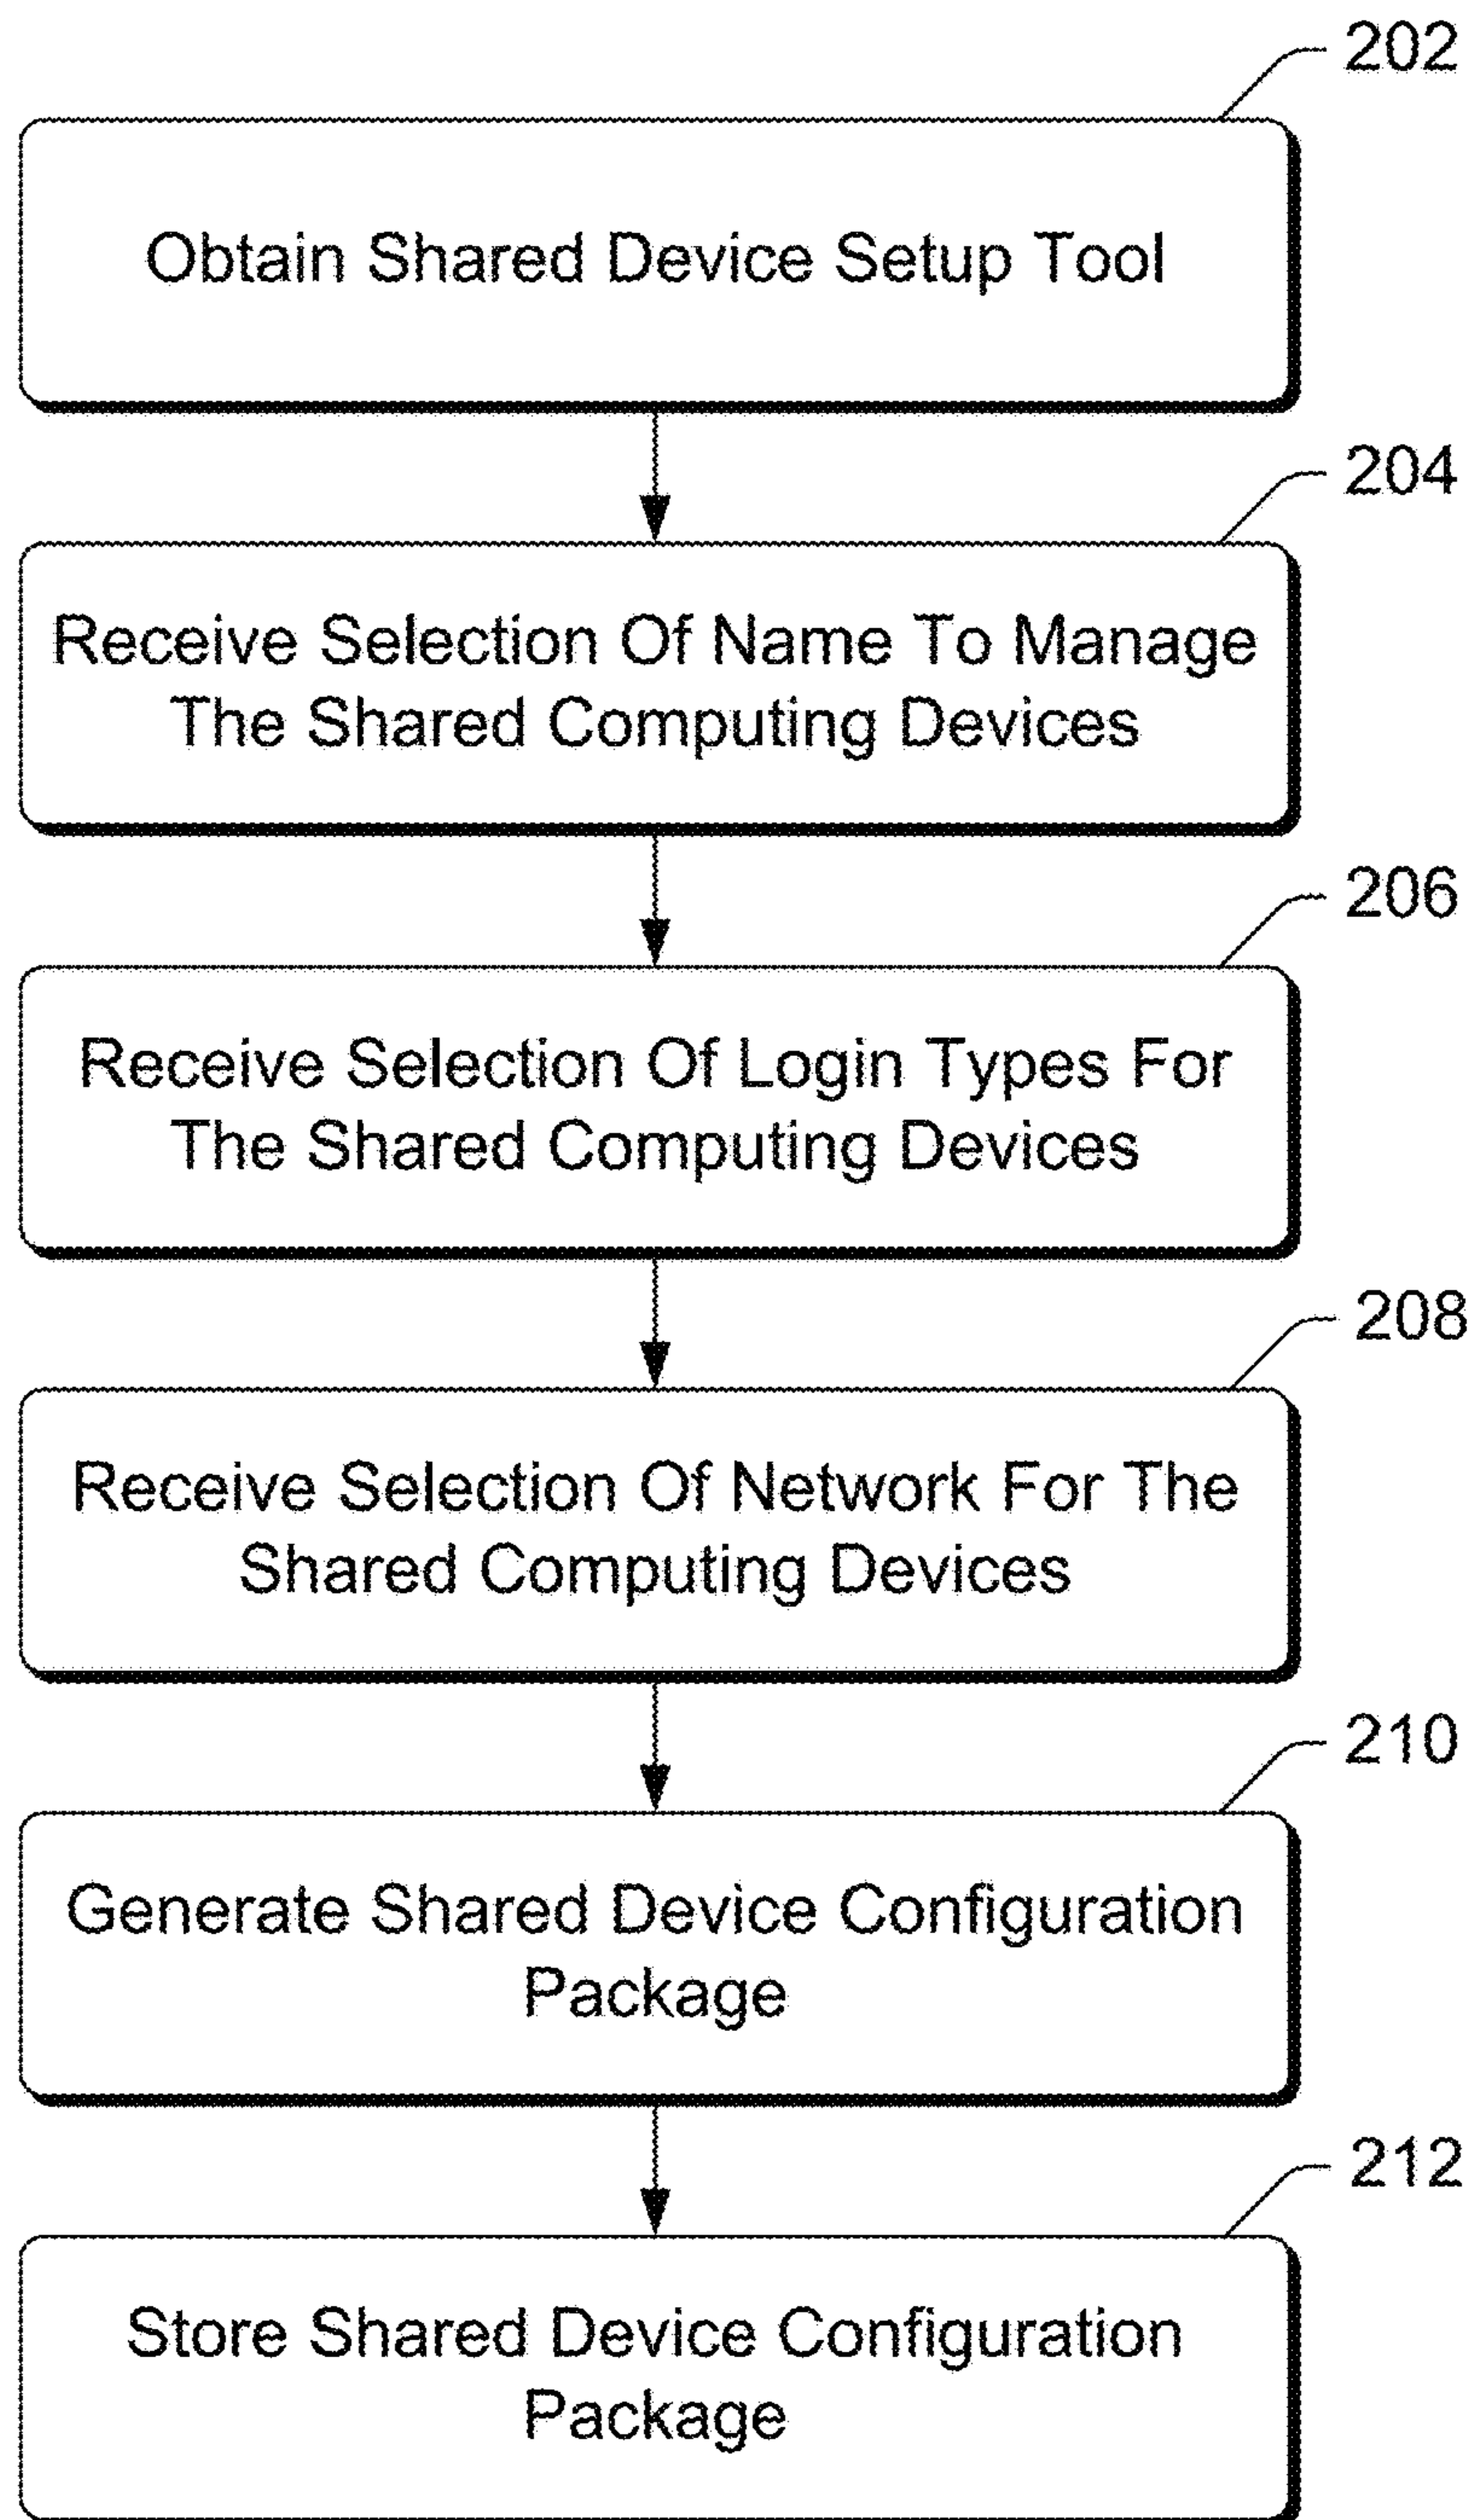 202
Obtain Shared Device Setup Tool
204
Receive Selection Of Name To Manage
The Shared Computing Devices
206
Receive Selection Of Login Types For
The Shared Computing Devices
208
Receive Selection Of Network For The
Shared Computing Devices
210
Generate Shared Device Configuration
Package
212
Store Shared Device Configuration
Package